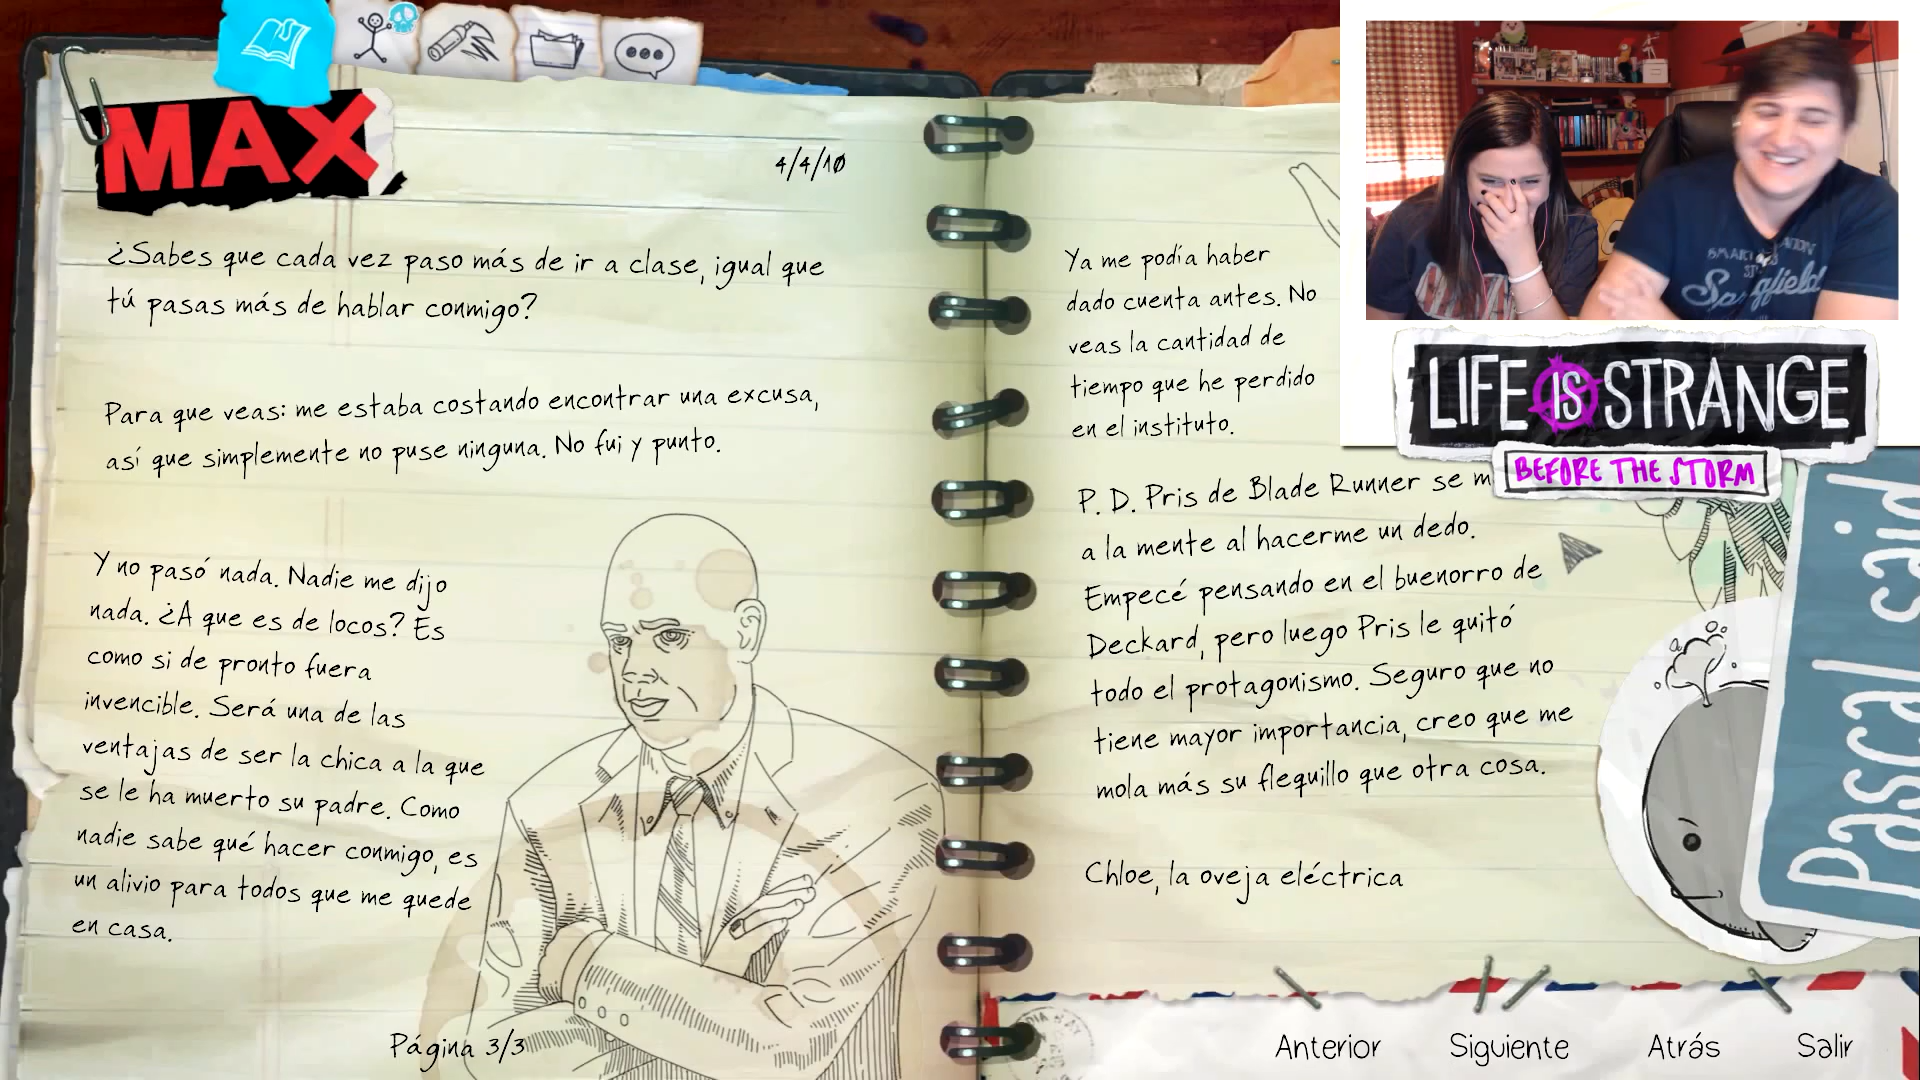 MAX
4/4/10
¿Sabes que cada vez paso más de ir a clase, igual que
tú pasas más de hablar conmigo?
Para que veas: me estaba costando encontrar una excusa,
así que simplemente no puse ninguna. No fui y punto.
Y no pasó nada. Nadie me dijo
nada. ¿A que es de locos? Es
como si de pronto fuera
invencible. Será una de las
ventajas de ser la chica a la que
se le ha muerto su padre. Como
nadie sabe qué hacer conmigo, es
un alivio para todos que me quede
en casa.
Página 3/3
Ya me podía haber
dado cuenta antes. No
veas la cantidad de
tiempo que he perdido
en el instituto.
P. D. Pris de Blade Runner se m
a la mente al hacerme un dedo.
Empecé pensando en el buenorro de
Deckard, pero luego Pris le quitó
todo el protagonismo. Seguro que no
tiene mayor importancia, creo que me
mola más su flequillo que otra cosa.
Chloe, la oveja eléctrica
LIFE IS STRANGE
BEFORE THE STORM
Pascal said
Springfield
Anterior
Siguiente
Atrás
Salir